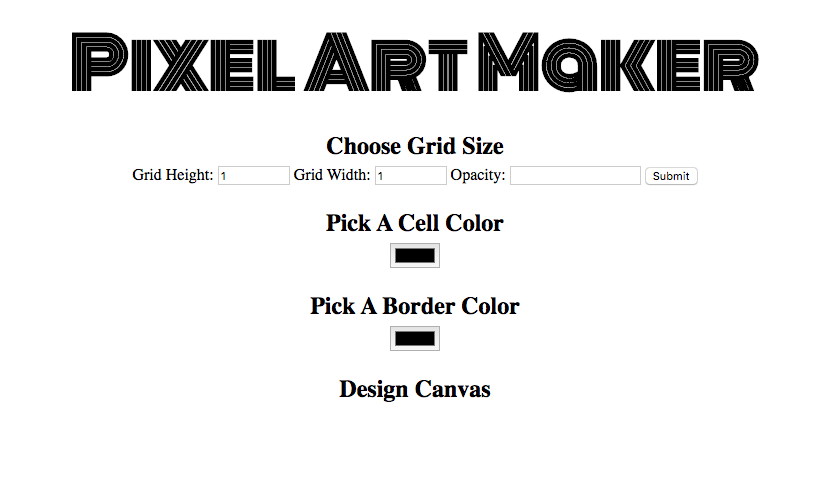 Pixel Art Maker
Choose Grid Size
Grid Height: 1 Grid Width: 1 Opacity: Submit
Pick A Cell Color
Pick A Border Color
Design Canvas